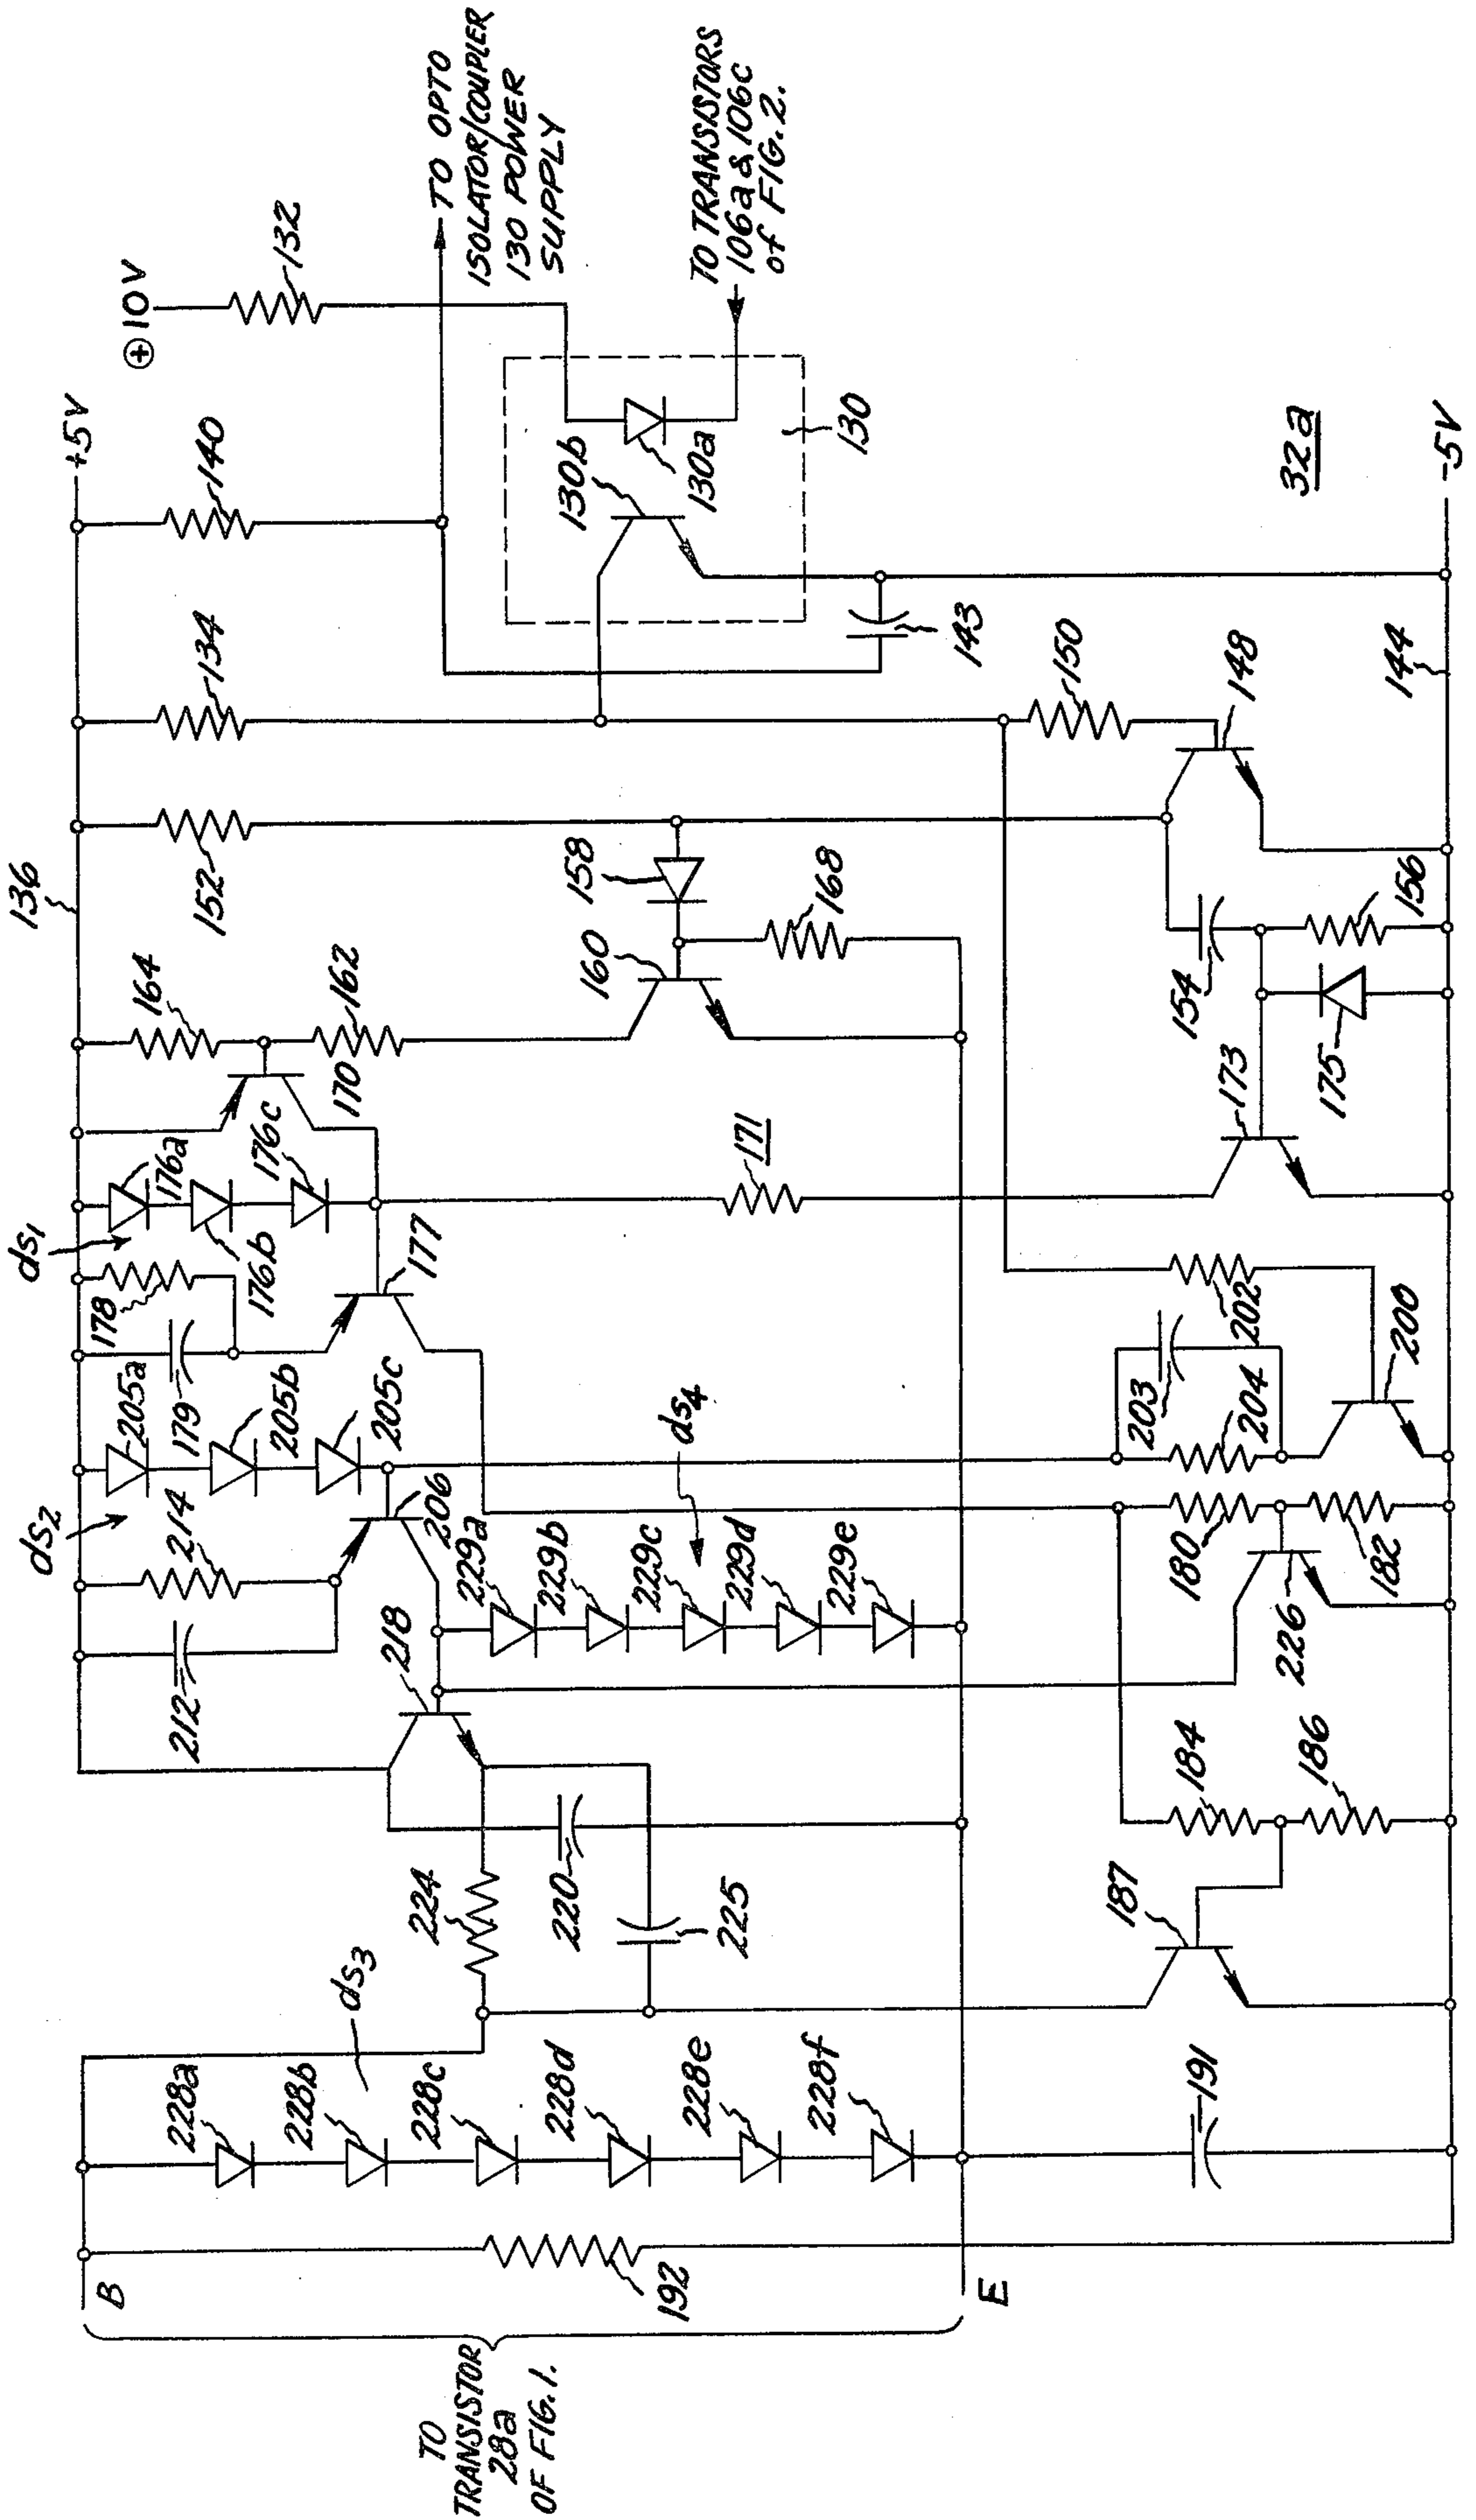 TO
TRANSISTOR
28a
OF FIG. 1.
B
E
192
228a
228b
228c
228d
228e
228f
ds3
191
224
220
225
187
184
186
218
212
214
ds2
206
229a
229b
229c
229d
229e
ds4
226
180
182
205a
205b
205c
179
178
ds1
176a
176b
176c
177
203
204
202
200
170
164
162
171
173
175
160
158
168
154
156
136
152
134
140
150
148
144
143
130b
130a
130
132
+5V
⊕10V
TO OPTO
ISOLATOR/COUPLER
130 POWER
SUPPLY
TO TRANSISTORS
106a & 106c
of FIG. 2.
32a
-5V